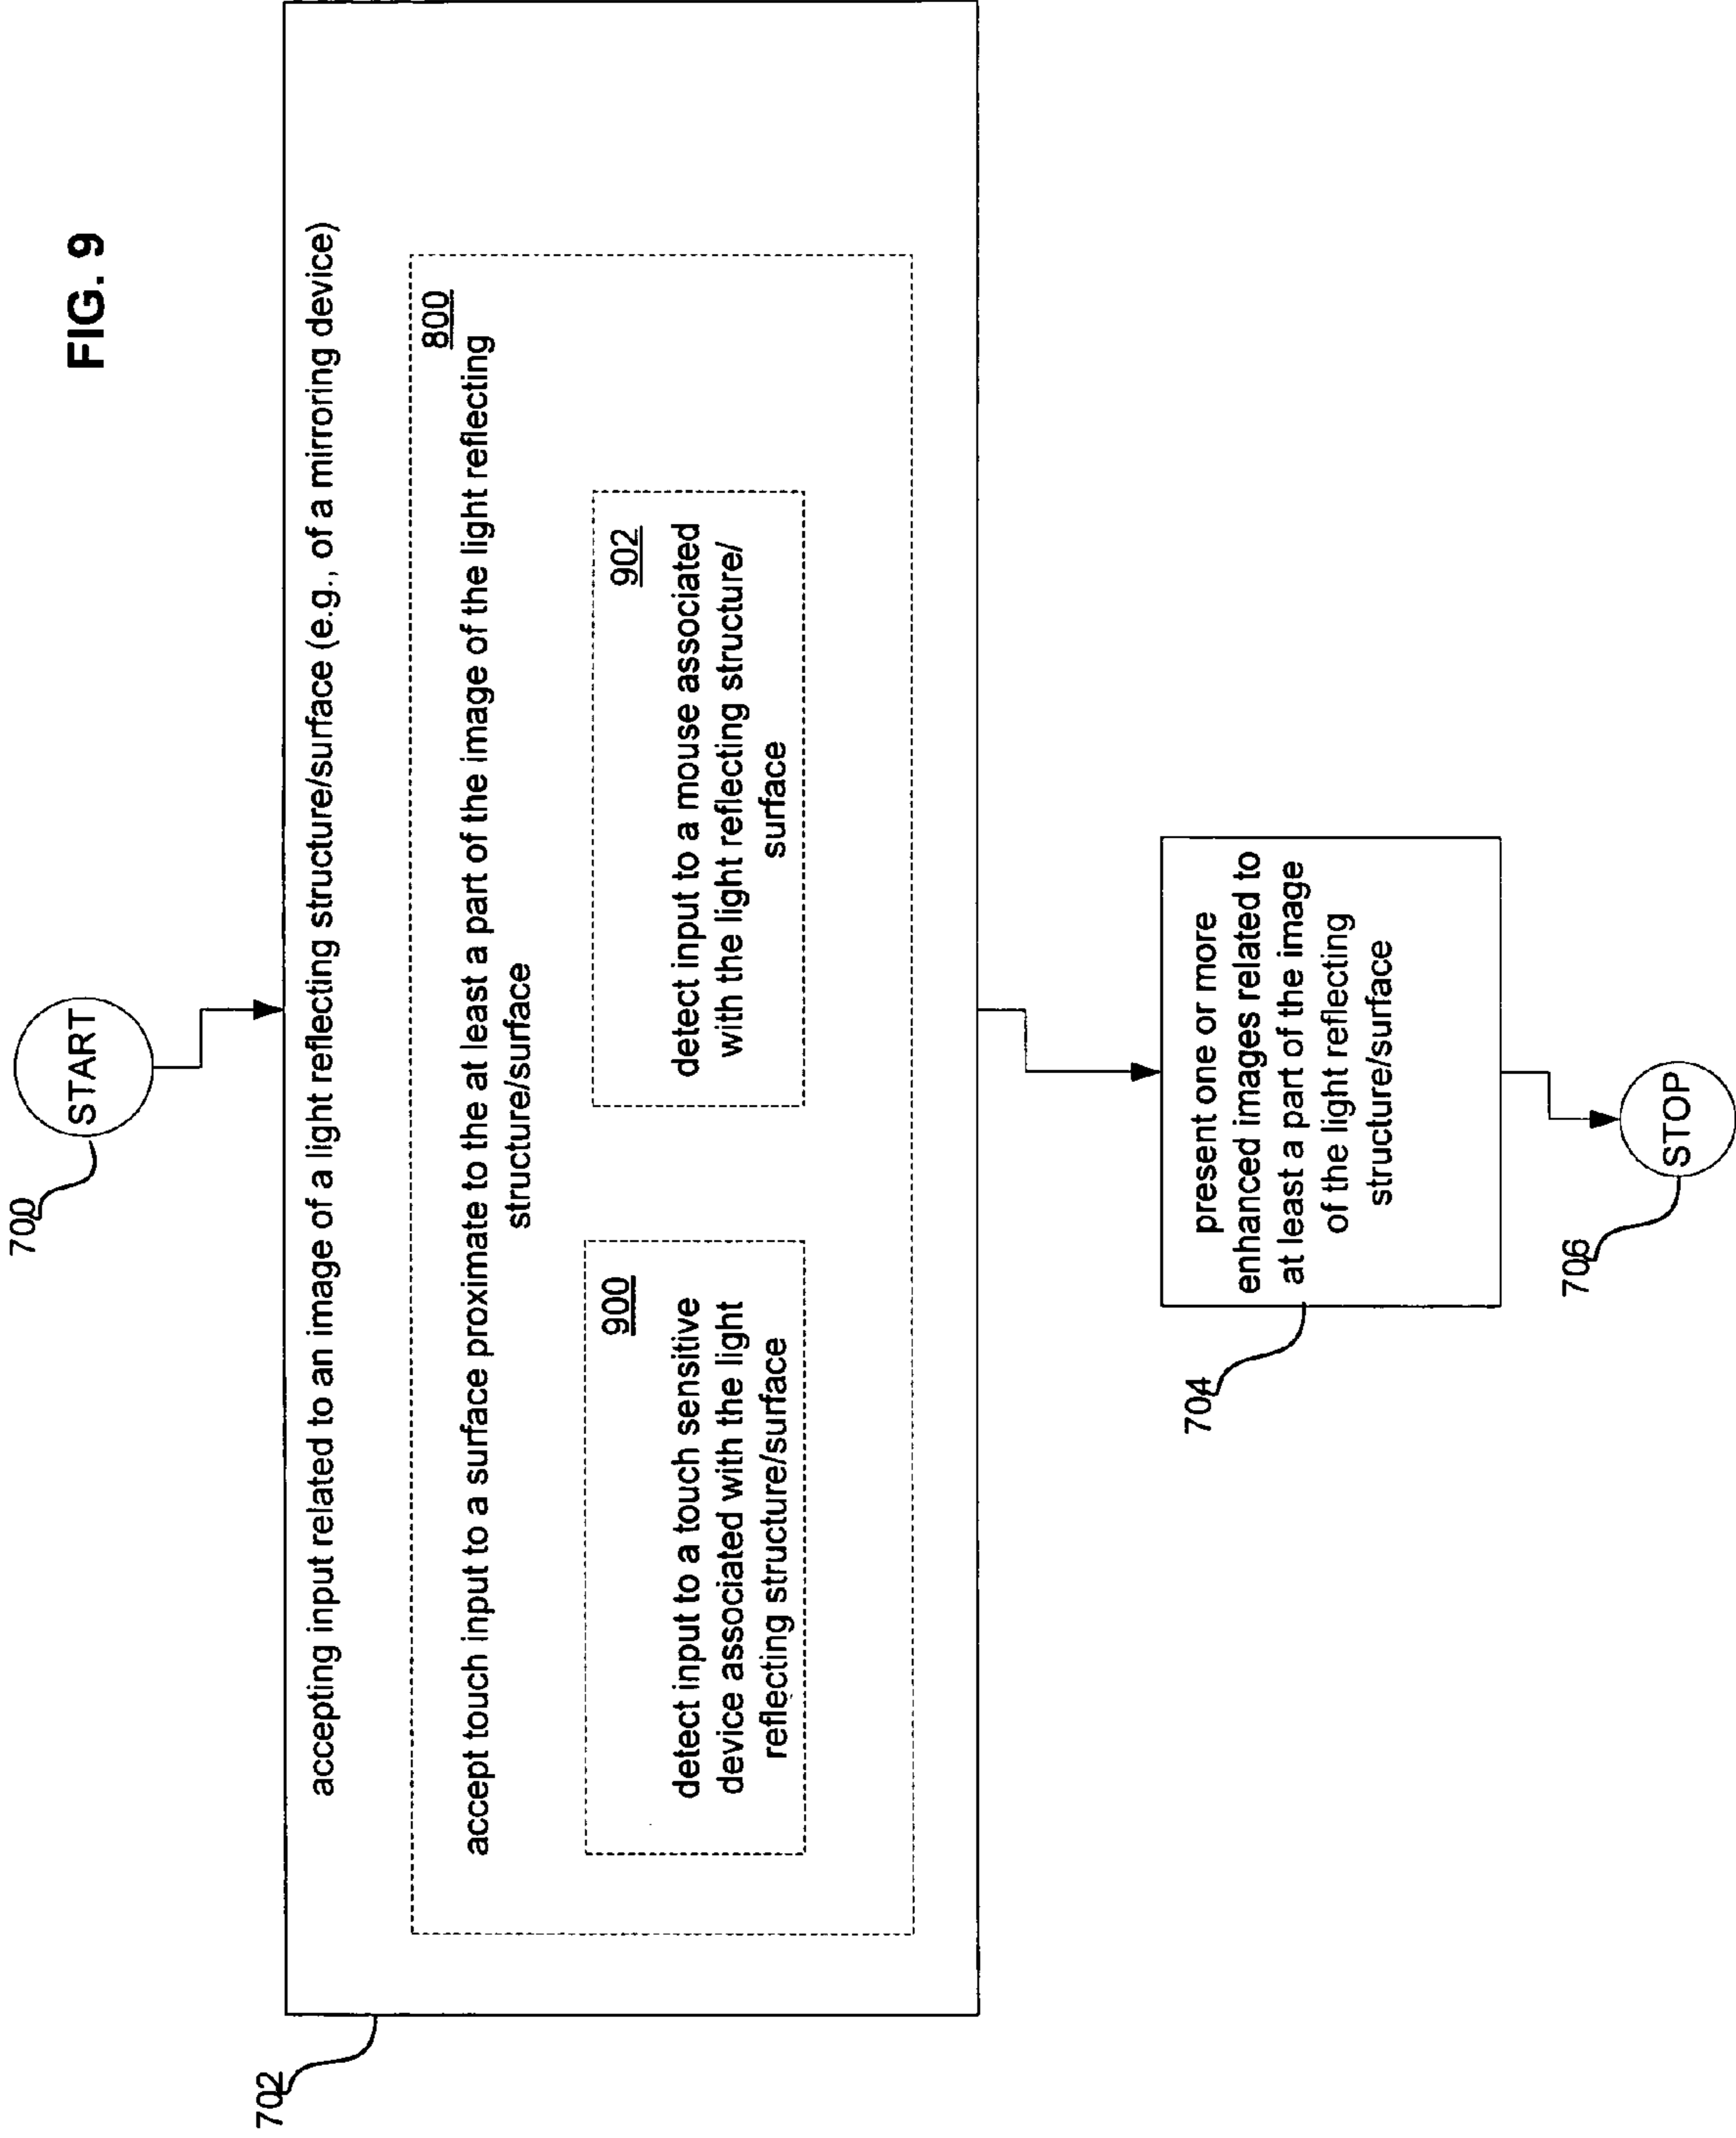 FIG. 9
700
START
702
accepting input related to an image of a light reflecting structure/surface (e.g., of a mirroring device)
800
accept touch input to a surface proximate to the at least a part of the image of the light reflecting
structure/surface
900
detect input to a touch sensitive
device associated with the light
reflecting structure/surface
902
detect input to a mouse associated
with the light reflecting structure/
surface
704
present one or more
enhanced images related to
at least a part of the image
of the light reflecting
structure/surface
706
STOP